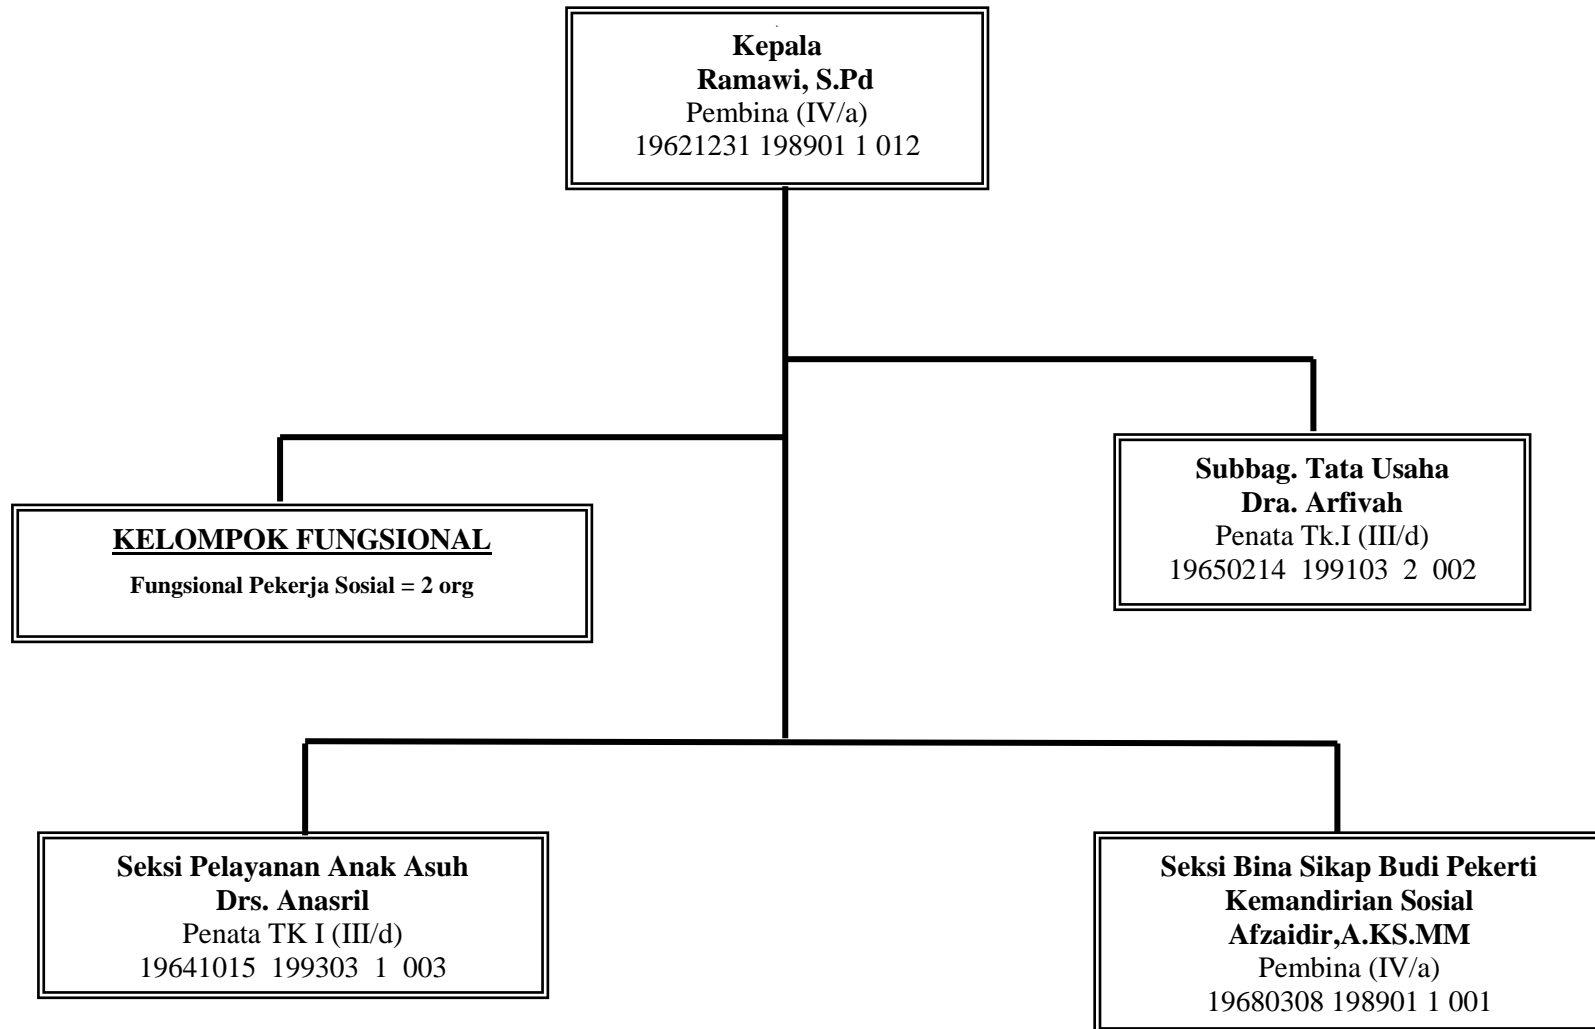 Kepala
Ramawi, S.Pd
Pembina (IV/a)
19621231 198901 1 012
Subbag. Tata Usaha
Dra. Arfivah
Penata Tk.I (III/d)
19650214 199103 2 002
KELOMPOK FUNGSIONAL
Fungsional Pekerja Sosial = 2 org
Seksi Pelayanan Anak Asuh
Drs. Anasril
Penata TK I (III/d)
19641015 199303 1 003
Seksi Bina Sikap Budi Pekerti
Kemandirian Sosial
Afzaidir,A.KS.MM
Pembina (IV/a)
19680308 198901 1 001